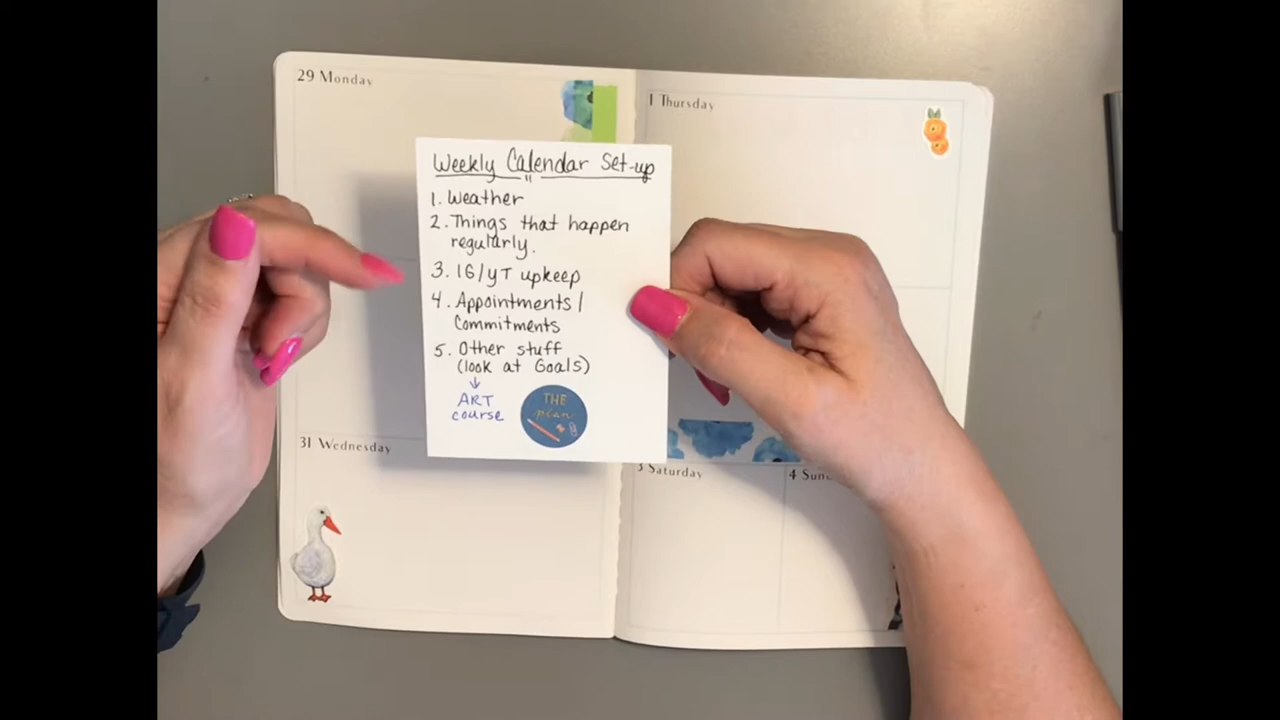 29 Monday
1 Thursday
Weekly Calendar Set-up
1. Weather
2. Things that happen
regularly.
3. IG/YT upkeep
4. Appointments/
Commitments
5. Other stuff
(look at Goals)
ART
course
THE
plan
31 Wednesday
3 Saturday
4 Sun